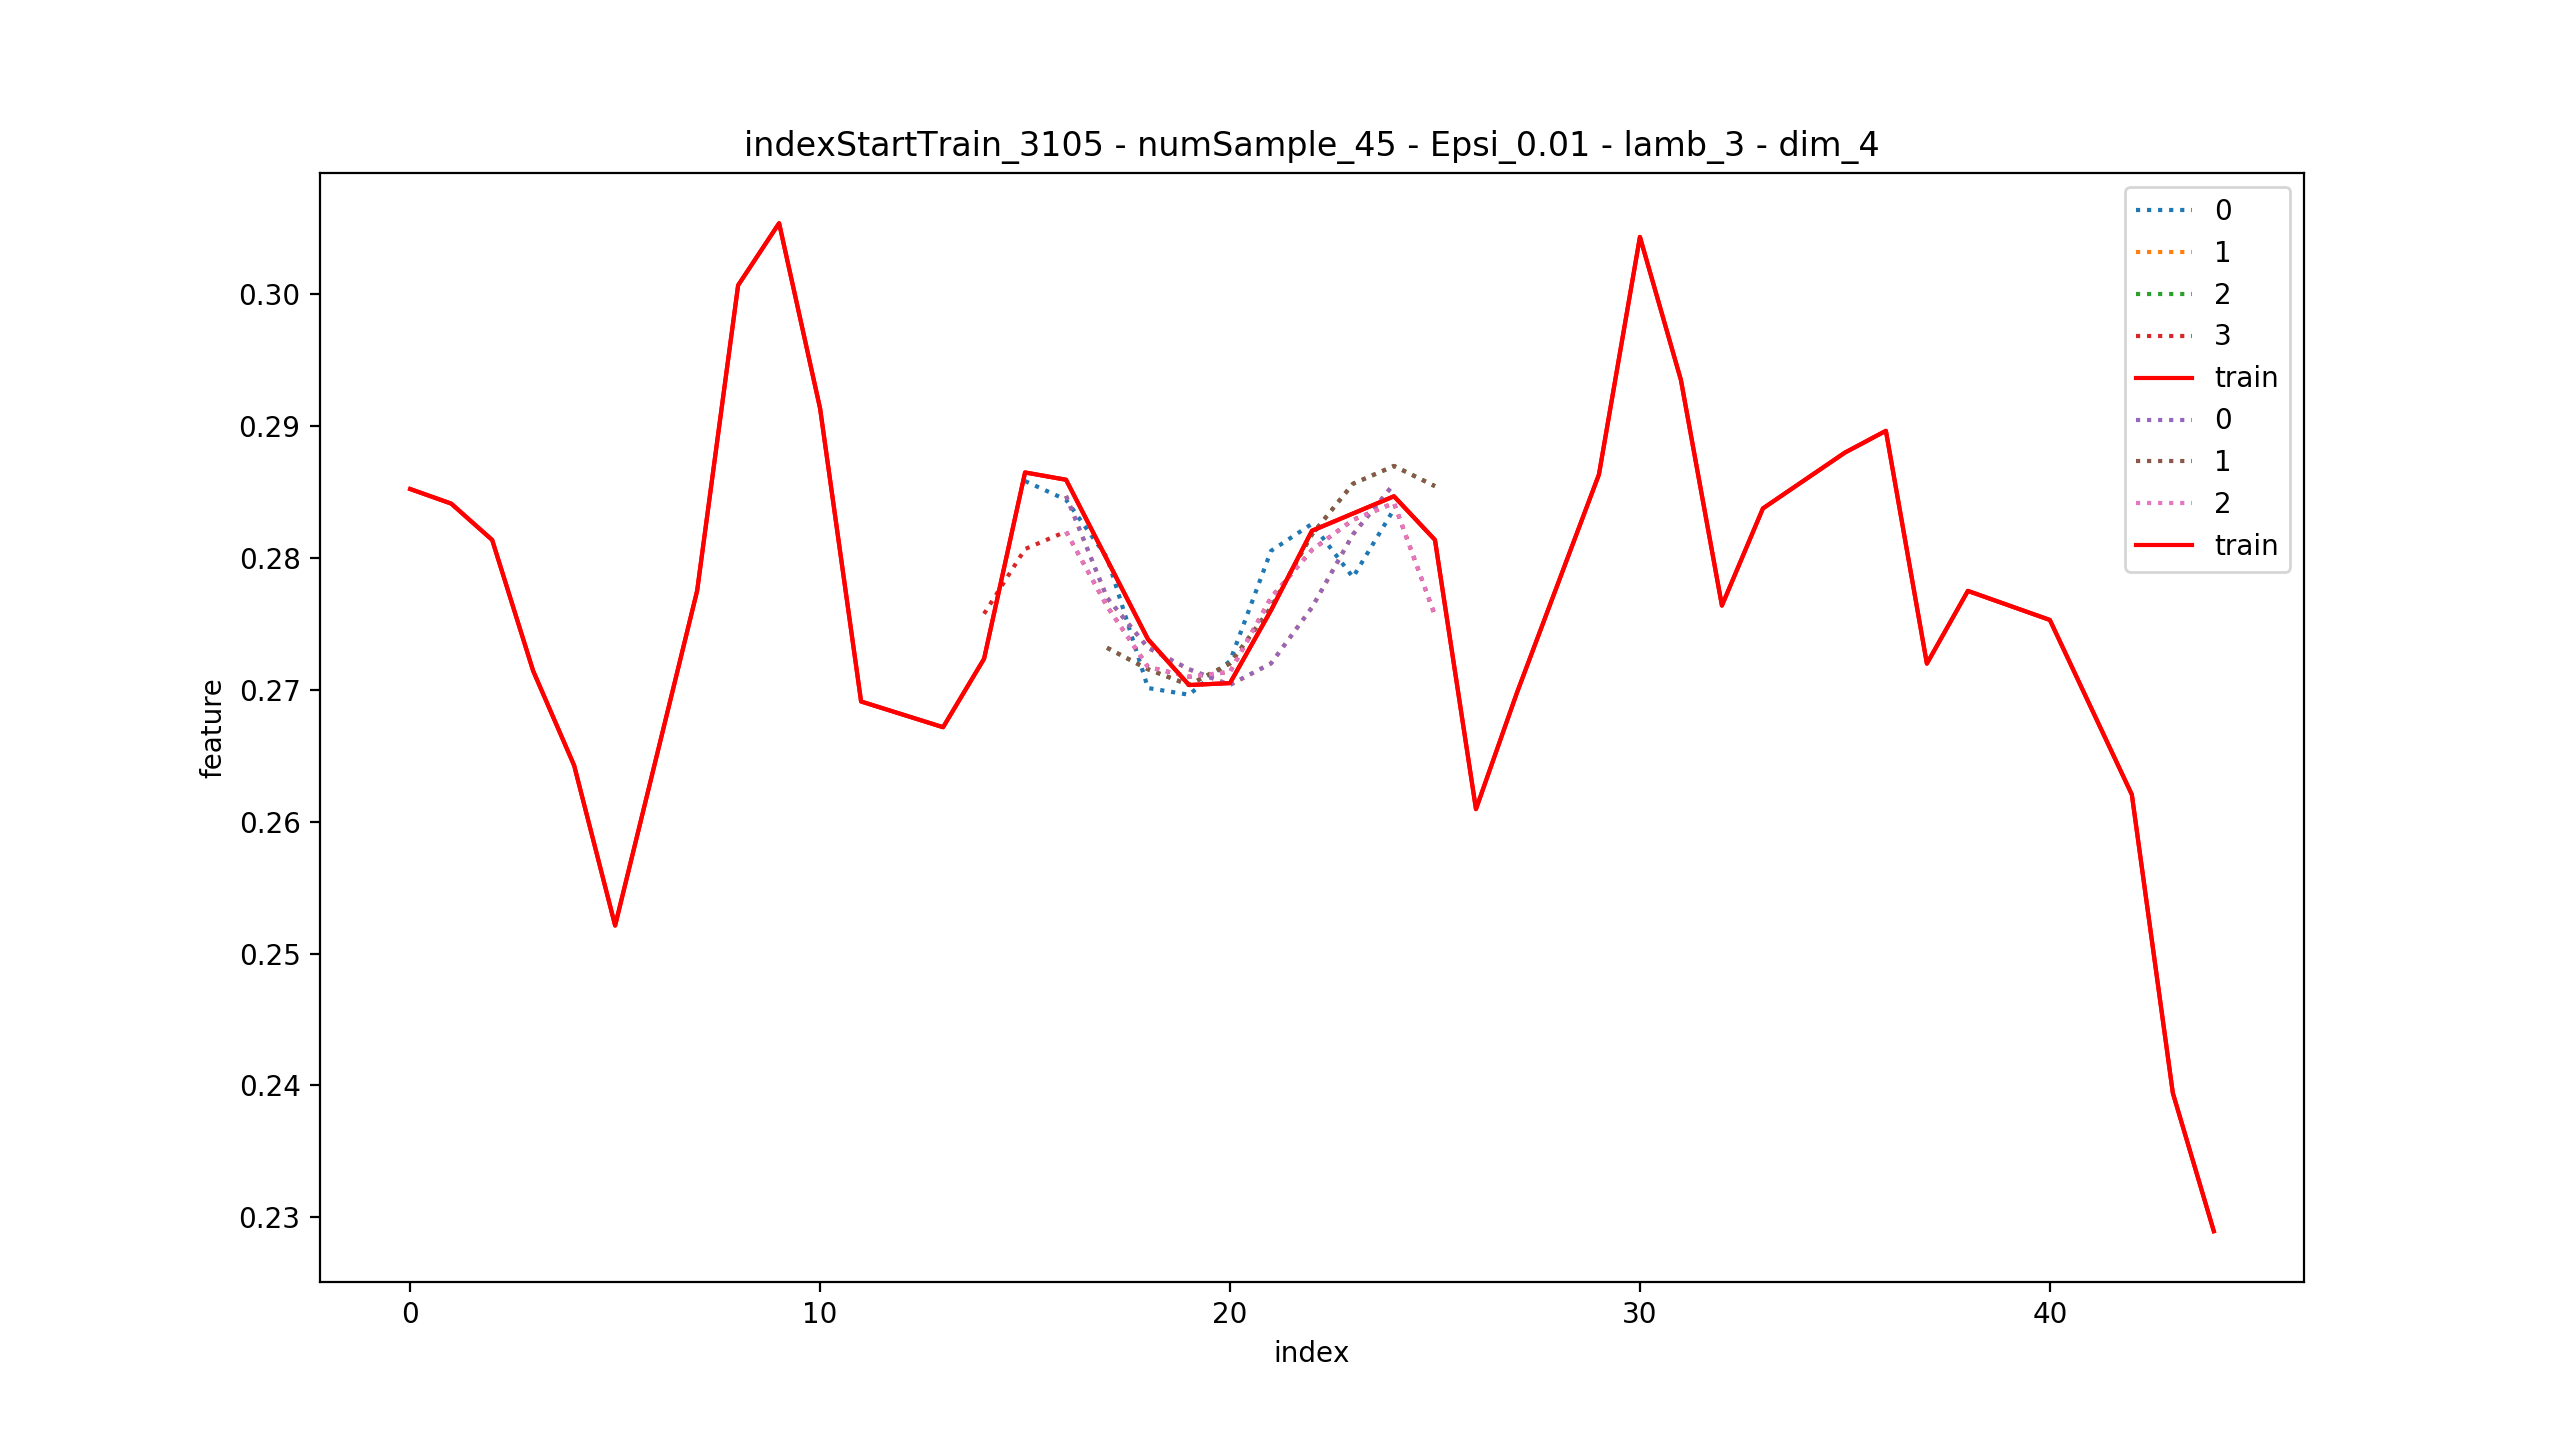 indexStartTrain_3105 - numSample_45 - Epsi_0.01 - lamb_3 - dim_4
0
1
2
3
train
0
1
2
train
0.30
0.29
0.28
0.27
0.26
0.25
0.24
0.23
feature
0 10 20 30 40
index